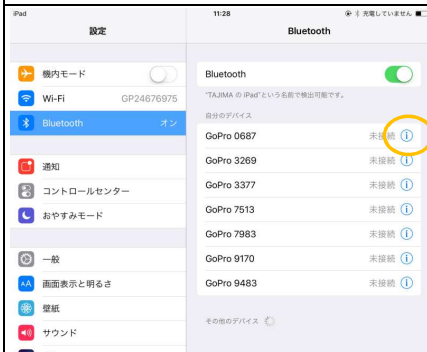 iPad
11:28
充電していません
設定
Bluetooth
機内モード
Wi-Fi
GP24676975
Bluetooth
オン
通知
コントロールセンター
おやすみモード
一般
AA
画面表示と明るさ
壁紙
サウンド
Bluetooth
"TAJIMA の iPad"という名前で検出可能です。
自分のデバイス
GoPro 0687
未接続
GoPro 3269
未接続
GoPro 3377
未接続
GoPro 7513
未接続
GoPro 7983
未接続
GoPro 9170
未接続
GoPro 9483
未接続
その他のデバイス